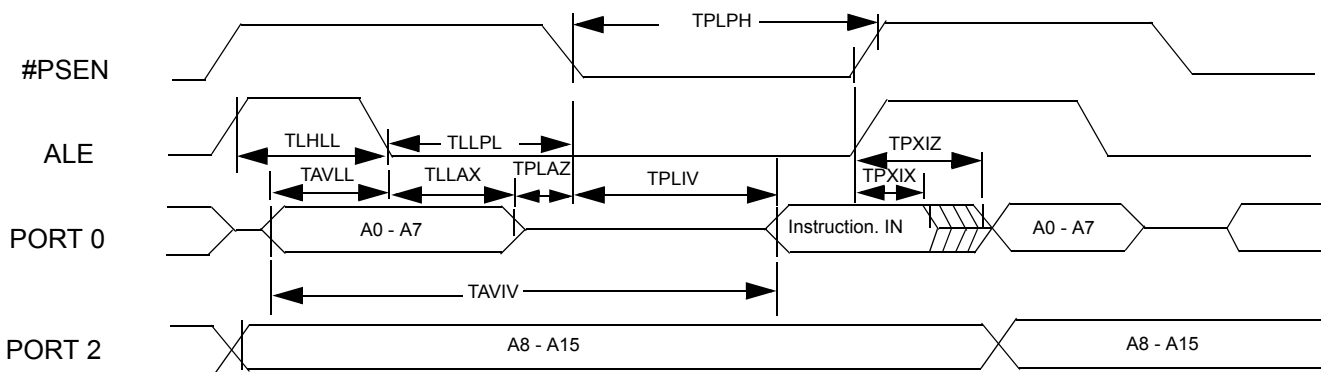 TPLPH
#PSEN
ALE
TLHLL
TLLPL
TPXIZ
TAVLL
TLLAX
TPLAZ
TPLIV
TPXIX
PORT 0
A0 - A7
Instruction. IN
A0 - A7
TAVIV
PORT 2
A8 - A15
A8 - A15